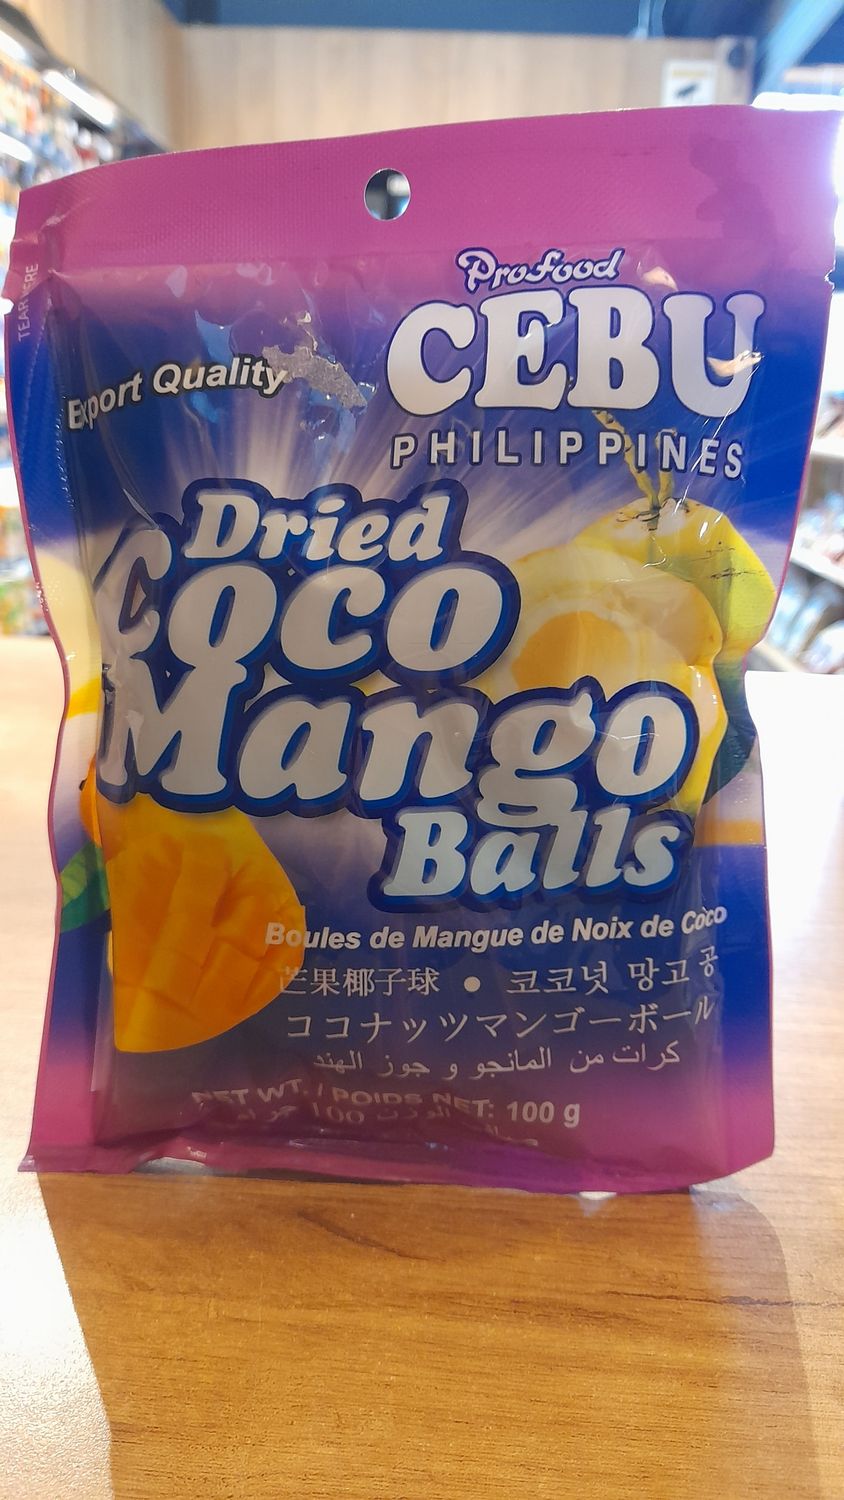 TEAR HERE
Profood
CEBU
PHILIPPINES
Export Quality
Dried
Coco
Mango
Balls
Boules de Mangue de Noix de Coco
芒果椰子球 • 코코넛 망고 공
ココナッツマンゴーボール
كرات من المانجو و جوز الهند
NET WT. / POIDS NET: 100 g
الوزن 100